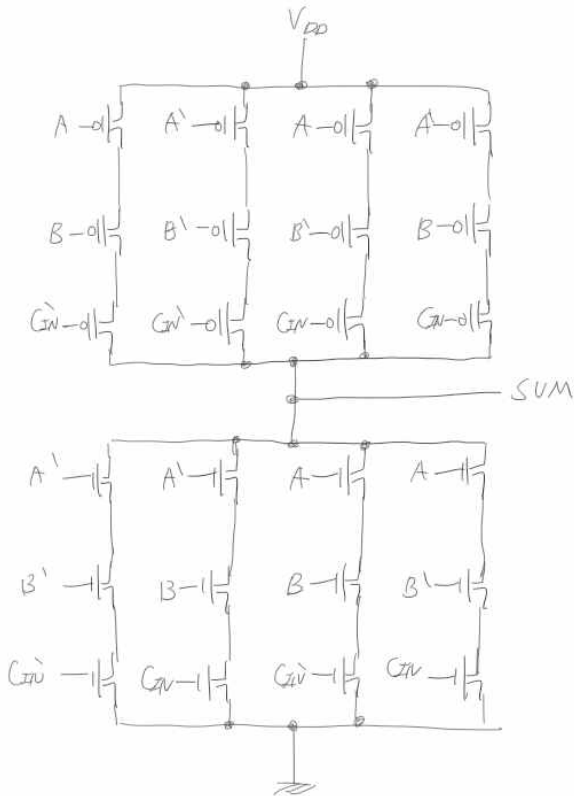 VDD
A A' A A'
B B' B' B
CIN' CIN' CIN CIN
SUM
A' A' A A
B' B B B'
CIN' CIN CIN' CIN